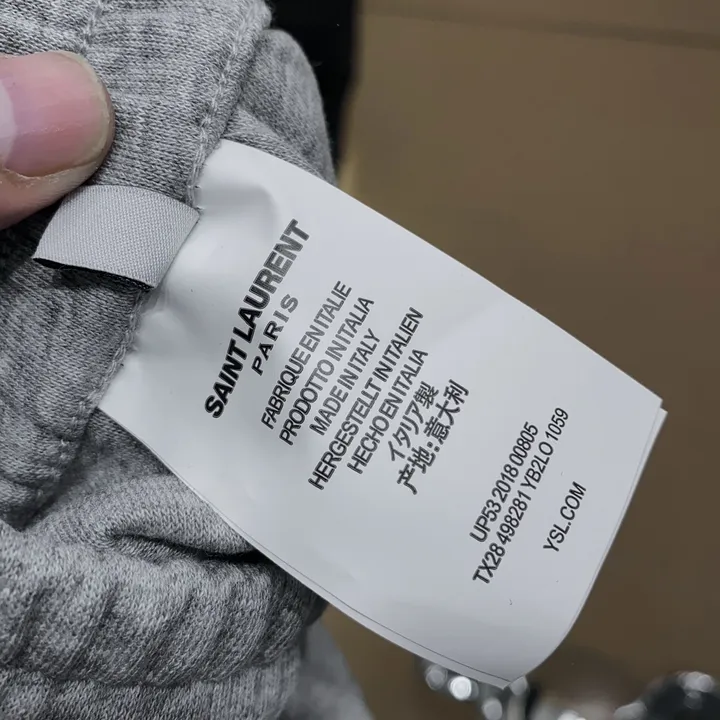 SAINT LAURENT
PARIS
FABRIQUE EN ITALIE
PRODOTTO IN ITALIA
MADE IN ITALY
HERGESTELLT IN ITALIEN
HECHO EN ITALIA
イタリア製
产地:意大利
UP53 2018 00805
TX28 498281 YB2LO 1059
YSL.COM